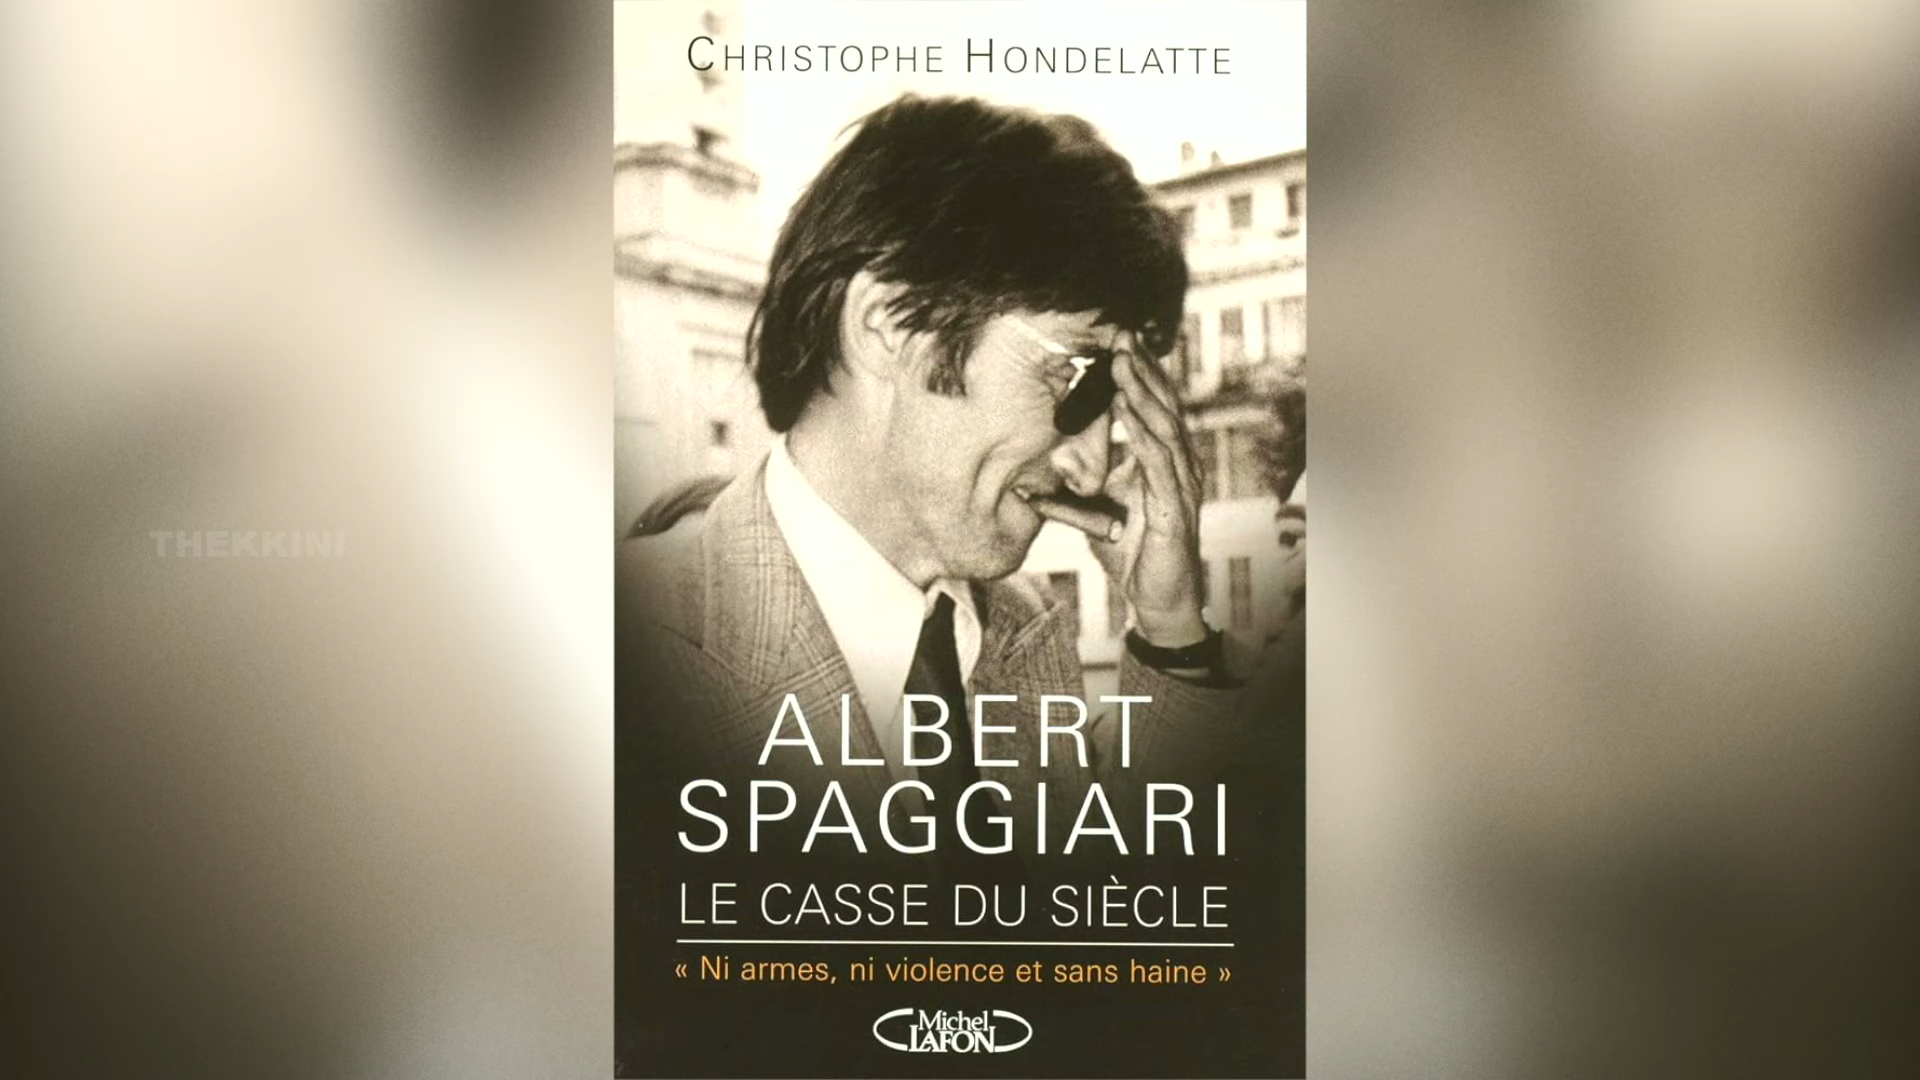 CHRISTOPHE HONDELATTE
THEKKINI
ALBERT
SPAGGIARI
LE CASSE DU SIÈCLE
« Ni armes, ni violence et sans haine »
Michel
LAFON